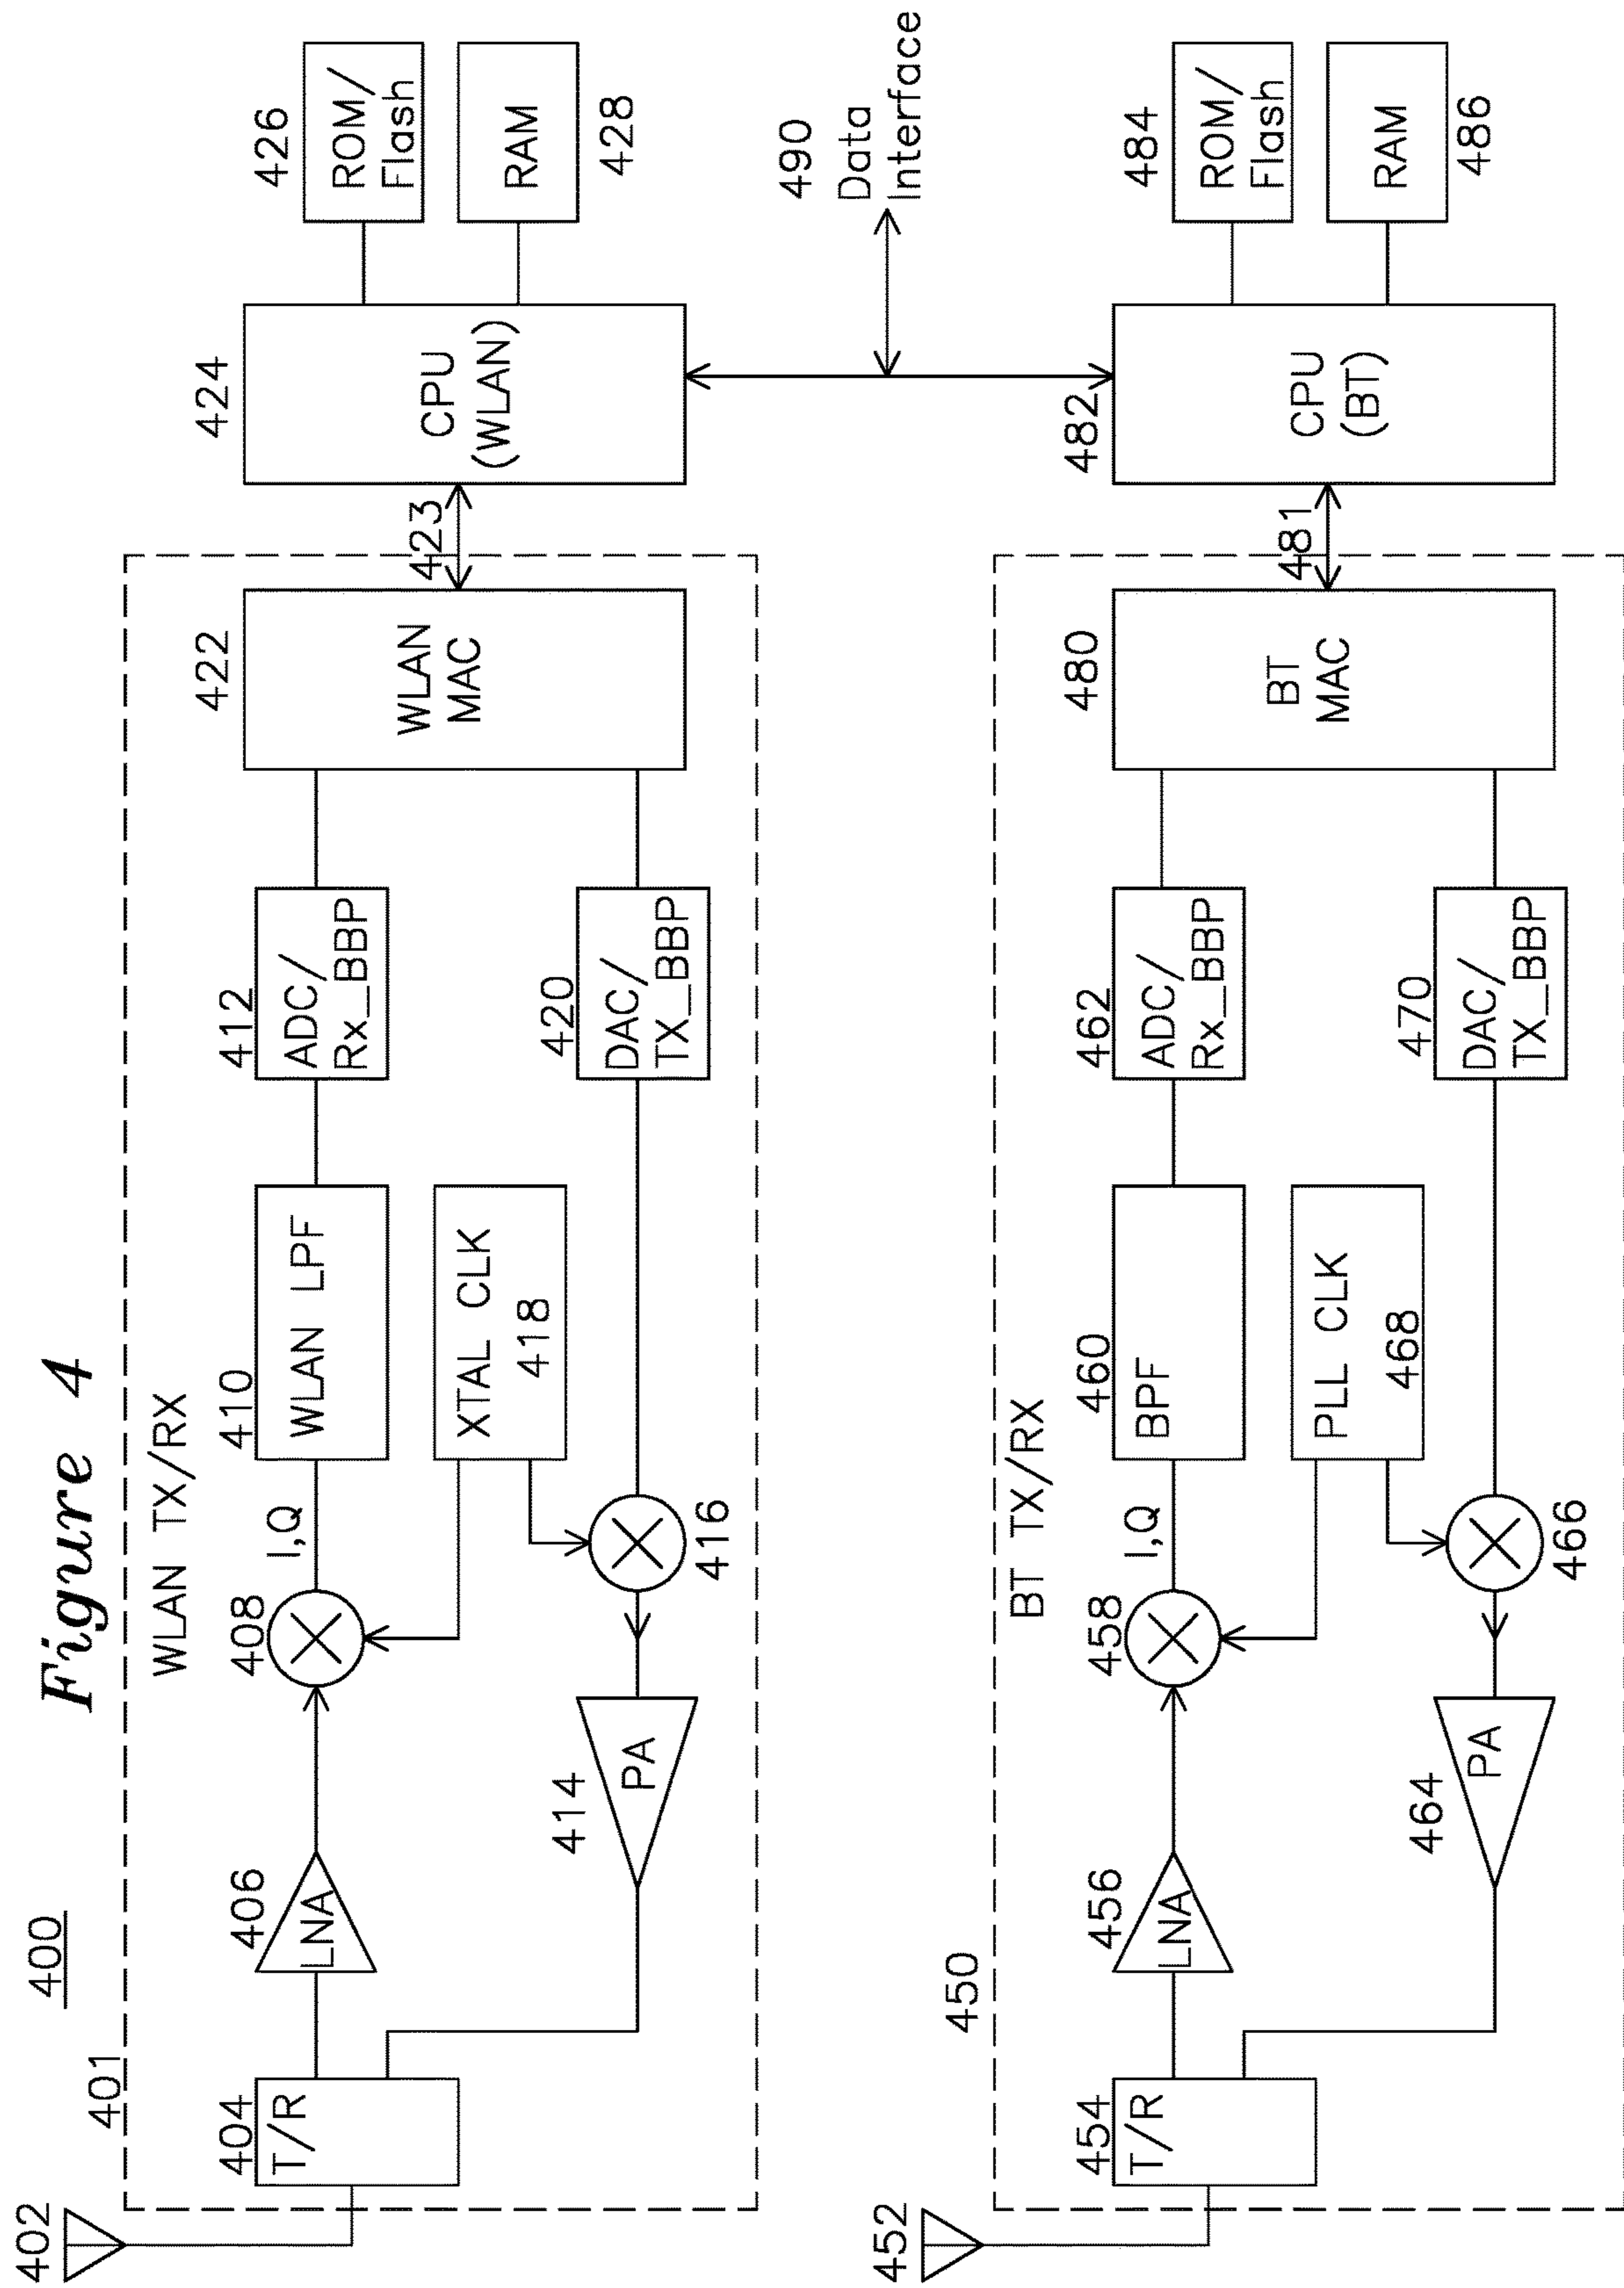 Figure 4
400
402
401
WLAN TX/RX
404
T/R
406
LNA
408
I,Q
410
WLAN LPF
412
ADC/
Rx_BBP
422
WLAN
MAC
423
424
CPU
(WLAN)
426
ROM/
Flash
RAM
428
XTAL CLK
418
414
PA
416
420
DAC/
TX_BBP
490
Data
Interface
452
450
BT TX/RX
454
T/R
456
LNA
458
I,Q
460
BPF
462
ADC/
Rx_BBP
480
BT
MAC
481
482
CPU
(BT)
484
ROM/
Flash
RAM
486
PLL CLK
468
464
PA
466
470
DAC/
TX_BBP